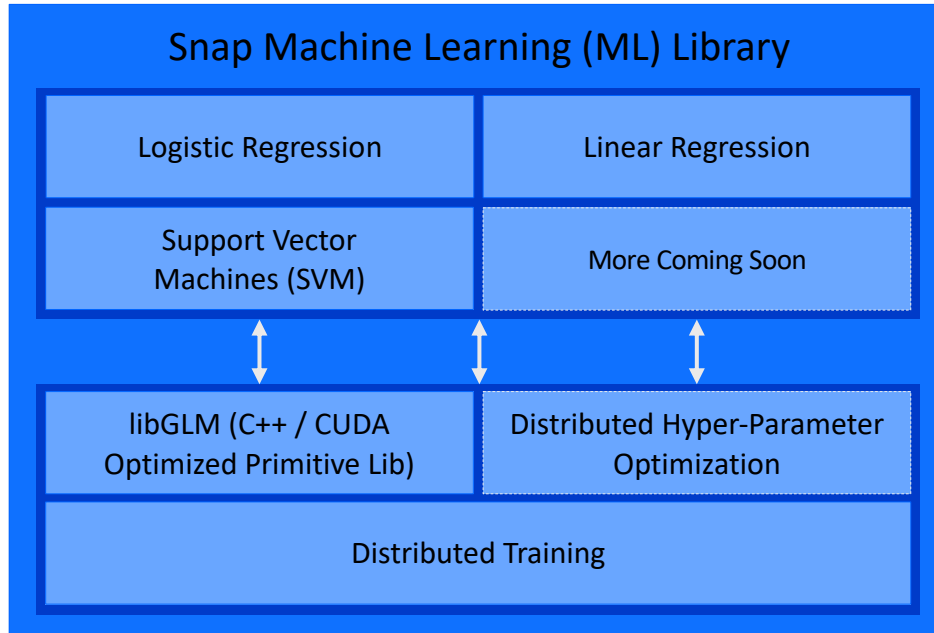 Snap Machine Learning (ML) Library
Logistic Regression
Linear Regression
Support Vector
Machines (SVM)
More Coming Soon
libGLM (C++ / CUDA
Optimized Primitive Lib)
Distributed Hyper-Parameter
Optimization
Distributed Training